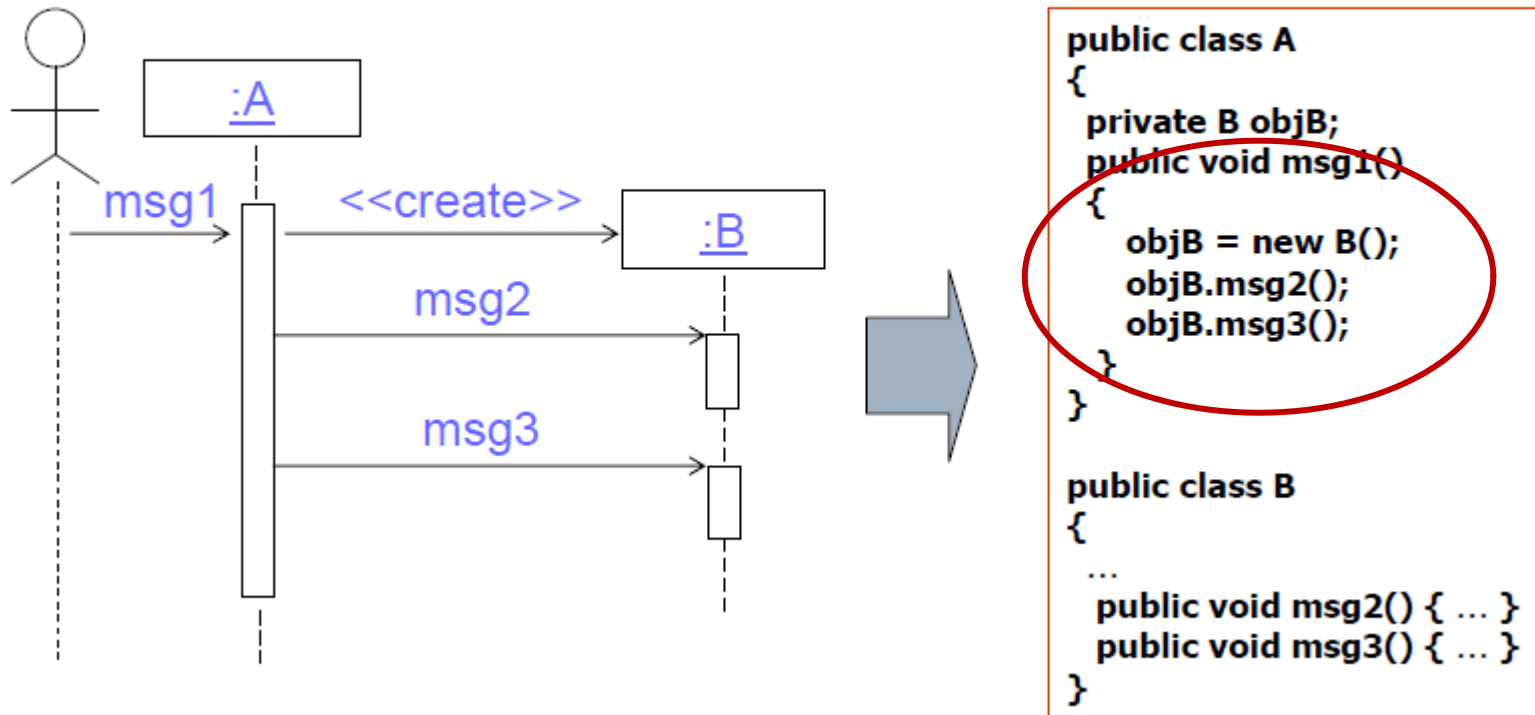 :A
msg1
<<create>>
:B
msg2
msg3
public class A
{
private B objB;
public void msg1()
{
objB = new B();
objB.msg2();
objB.msg3();
}
}
public class B
{
...
public void msg2() { ... }
public void msg3() { ... }
}